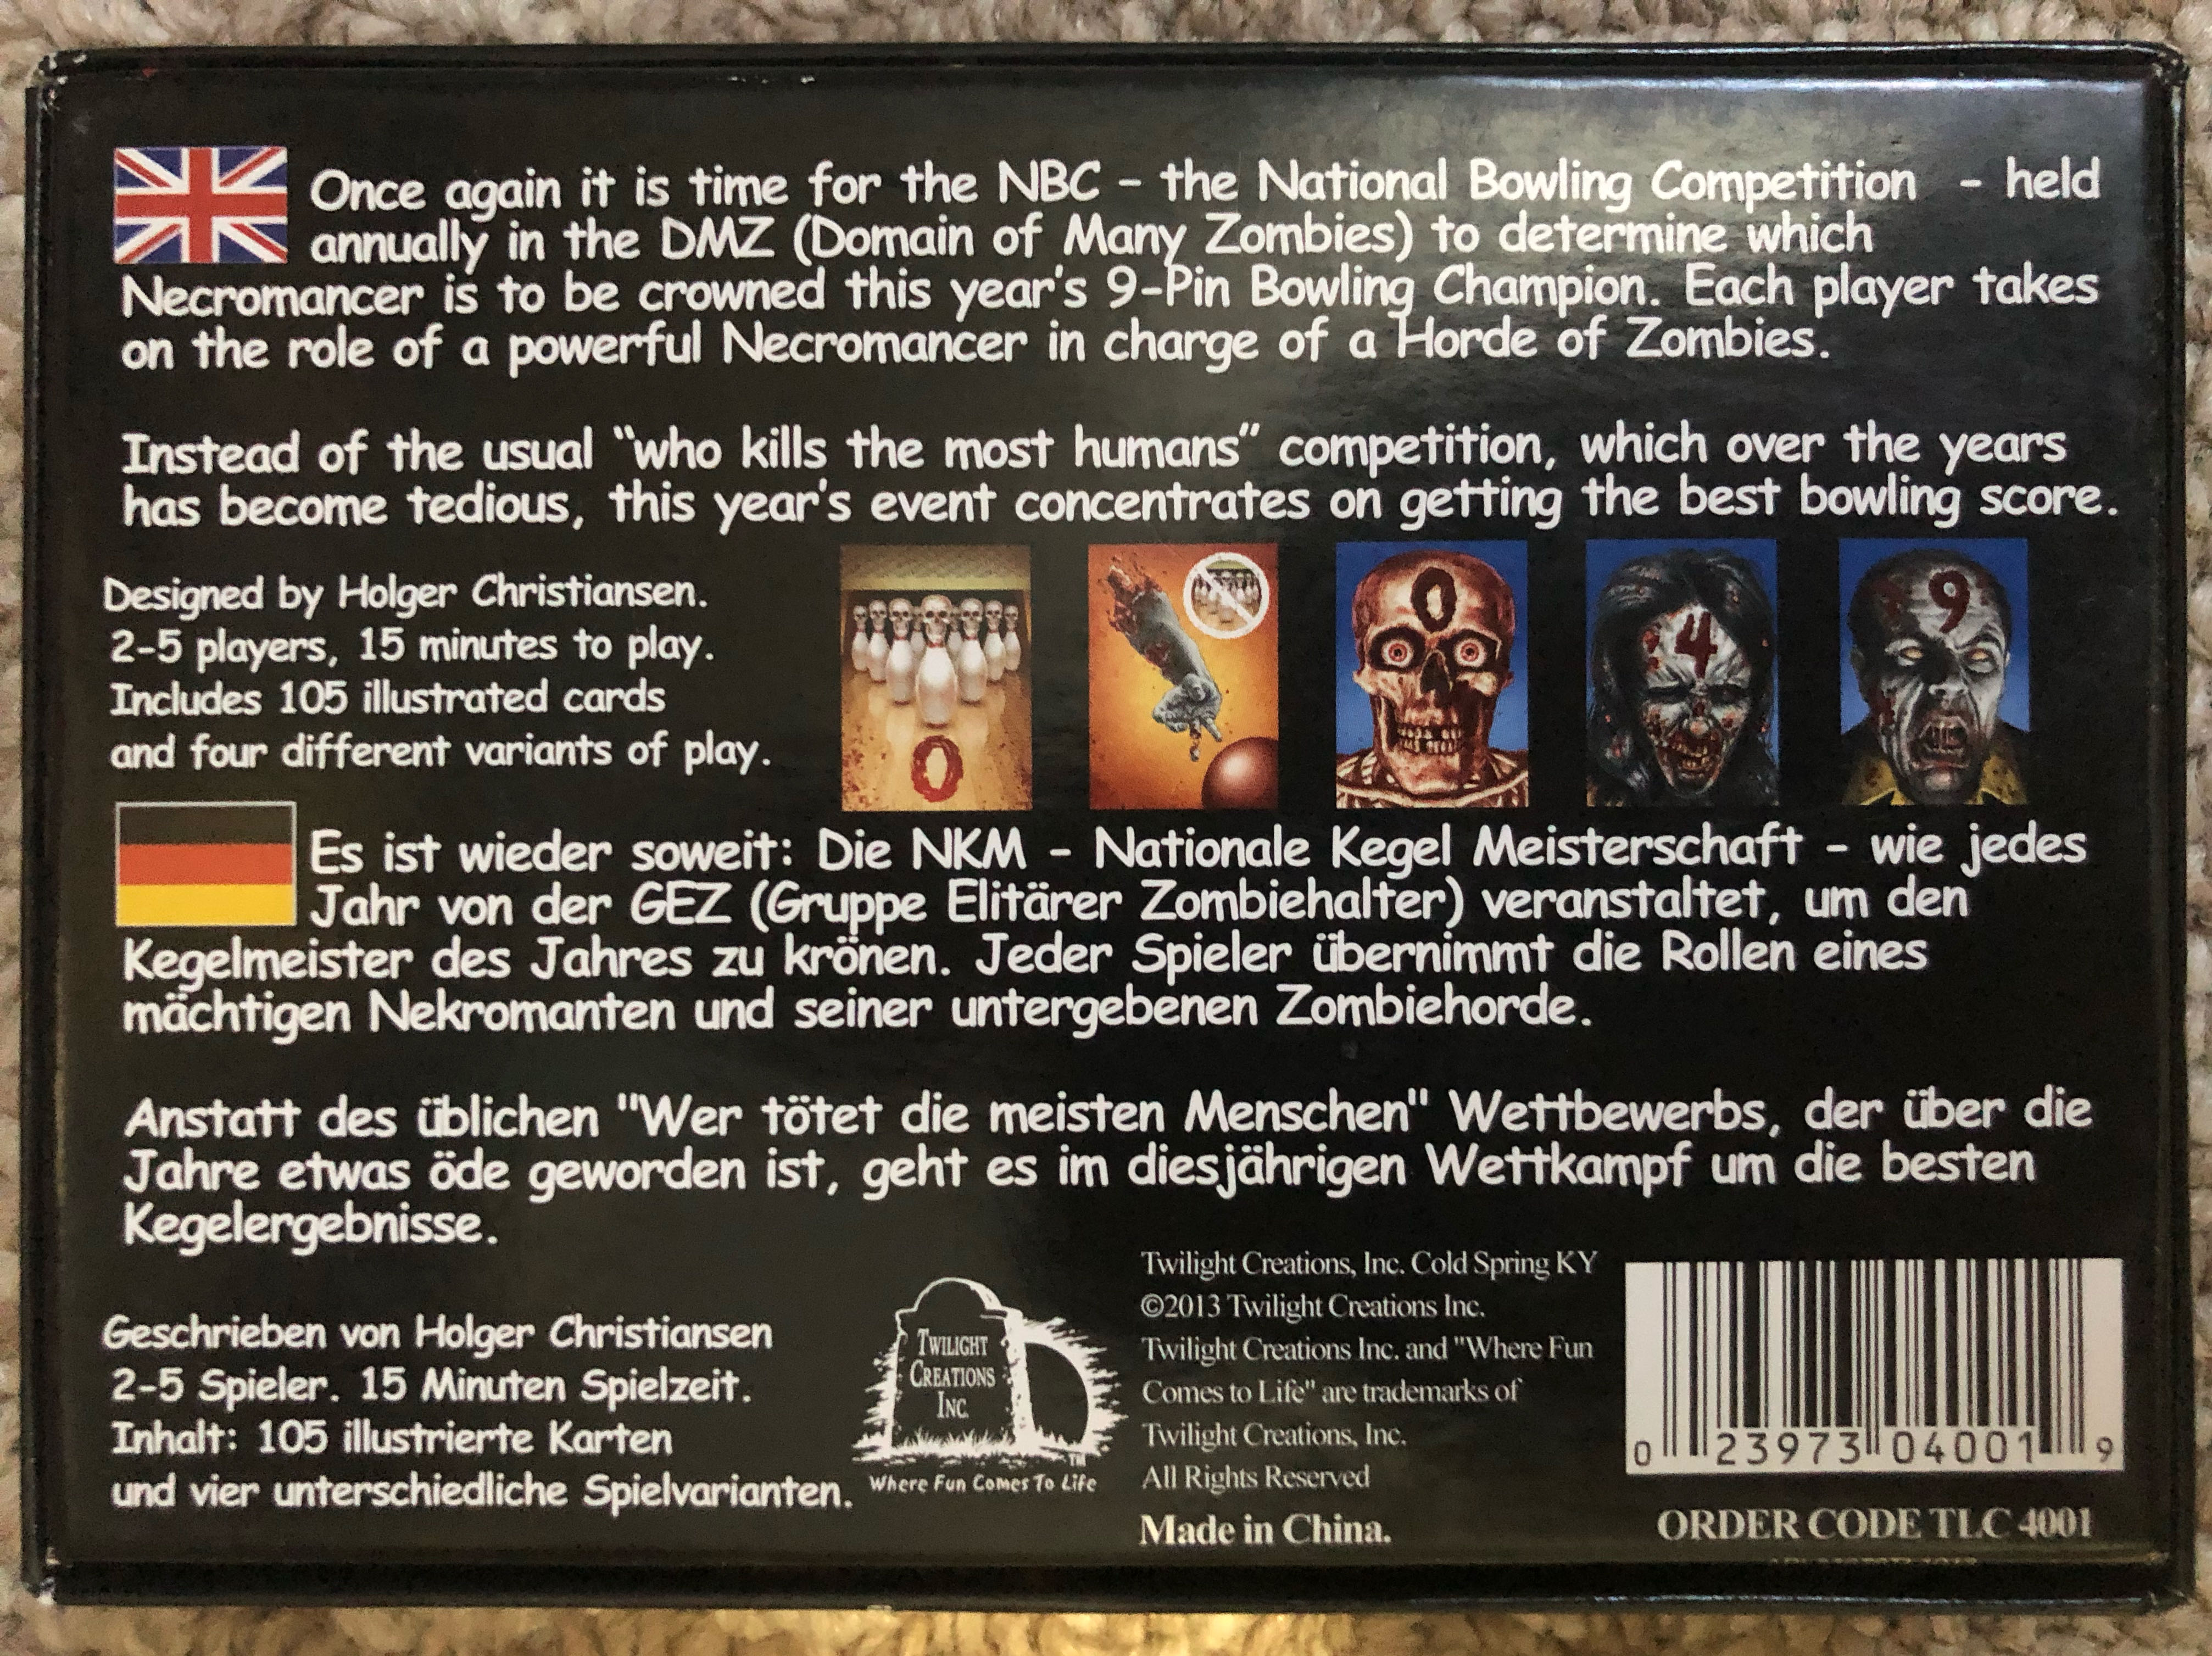 Once again it is time for the NBC - the National Bowling Competition - held
annually in the DMZ (Domain of Many Zombies) to determine which
Necromancer is to be crowned this year's 9-Pin Bowling Champion. Each player takes
on the role of a powerful Necromancer in charge of a Horde of Zombies.
Instead of the usual “who kills the most humans” competition, which over the years
has become tedious, this year's event concentrates on getting the best bowling score.
Designed by Holger Christiansen.
2-5 players, 15 minutes to play.
Includes 105 illustrated cards
and four different variants of play.
0
0
4
9
Es ist wieder soweit: Die NKM - Nationale Kegel Meisterschaft - wie jedes
Jahr von der GEZ (Gruppe Elitärer Zombiehalter) veranstaltet, um den
Kegelmeister des Jahres zu krönen. Jeder Spieler übernimmt die Rollen eines
mächtigen Nekromanten und seiner untergebenen Zombiehorde.
Anstatt des üblichen "Wer tötet die meisten Menschen" Wettbewerbs, der über die
Jahre etwas öde geworden ist, geht es im diesjährigen Wettkampf um die besten
Kegelergebnisse.
Geschrieben von Holger Christiansen
2-5 Spieler. 15 Minuten Spielzeit.
Inhalt: 105 illustrierte Karten
und vier unterschiedliche Spielvarianten.
TWILIGHT
CREATIONS
INC.
TM
Where Fun Comes To Life
Twilight Creations, Inc. Cold Spring KY
©2013 Twilight Creations Inc.
Twilight Creations Inc. and "Where Fun
Comes to Life" are trademarks of
Twilight Creations, Inc.
All Rights Reserved
Made in China.
0 23973 04001 9
ORDER CODE TLC 4001